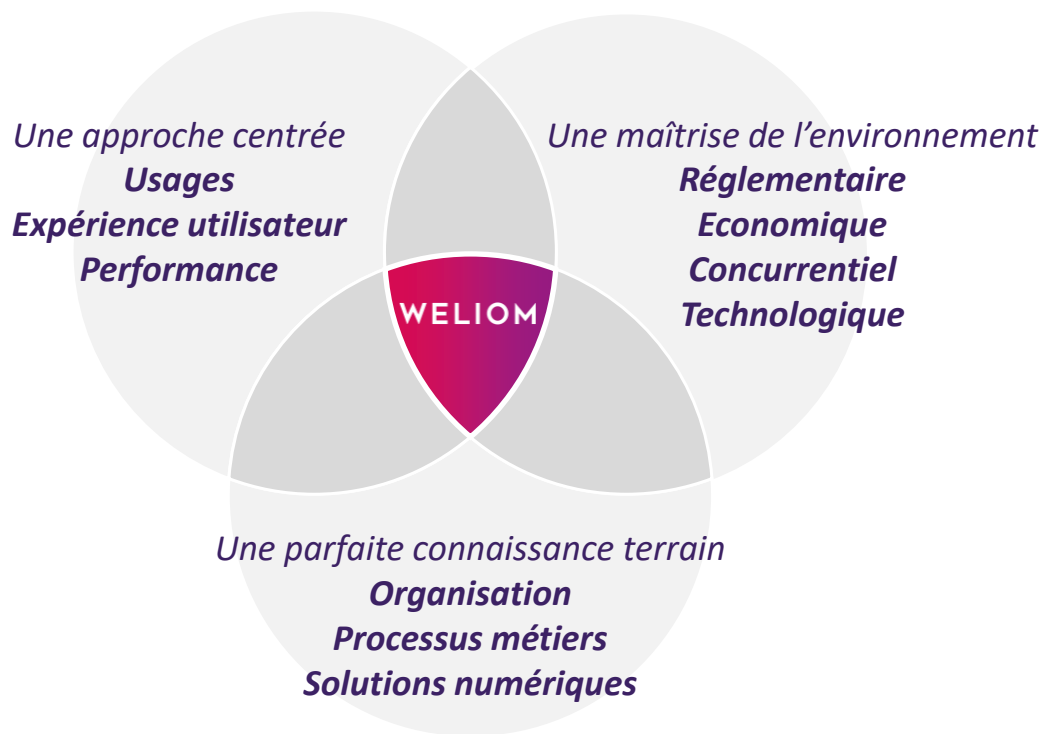 Une approche centrée
Usages
Expérience utilisateur
Performance
Une maîtrise de l’environnement
Réglementaire
Economique
Concurrentiel
Technologique
WELIOM
Une parfaite connaissance terrain
Organisation
Processus métiers
Solutions numériques